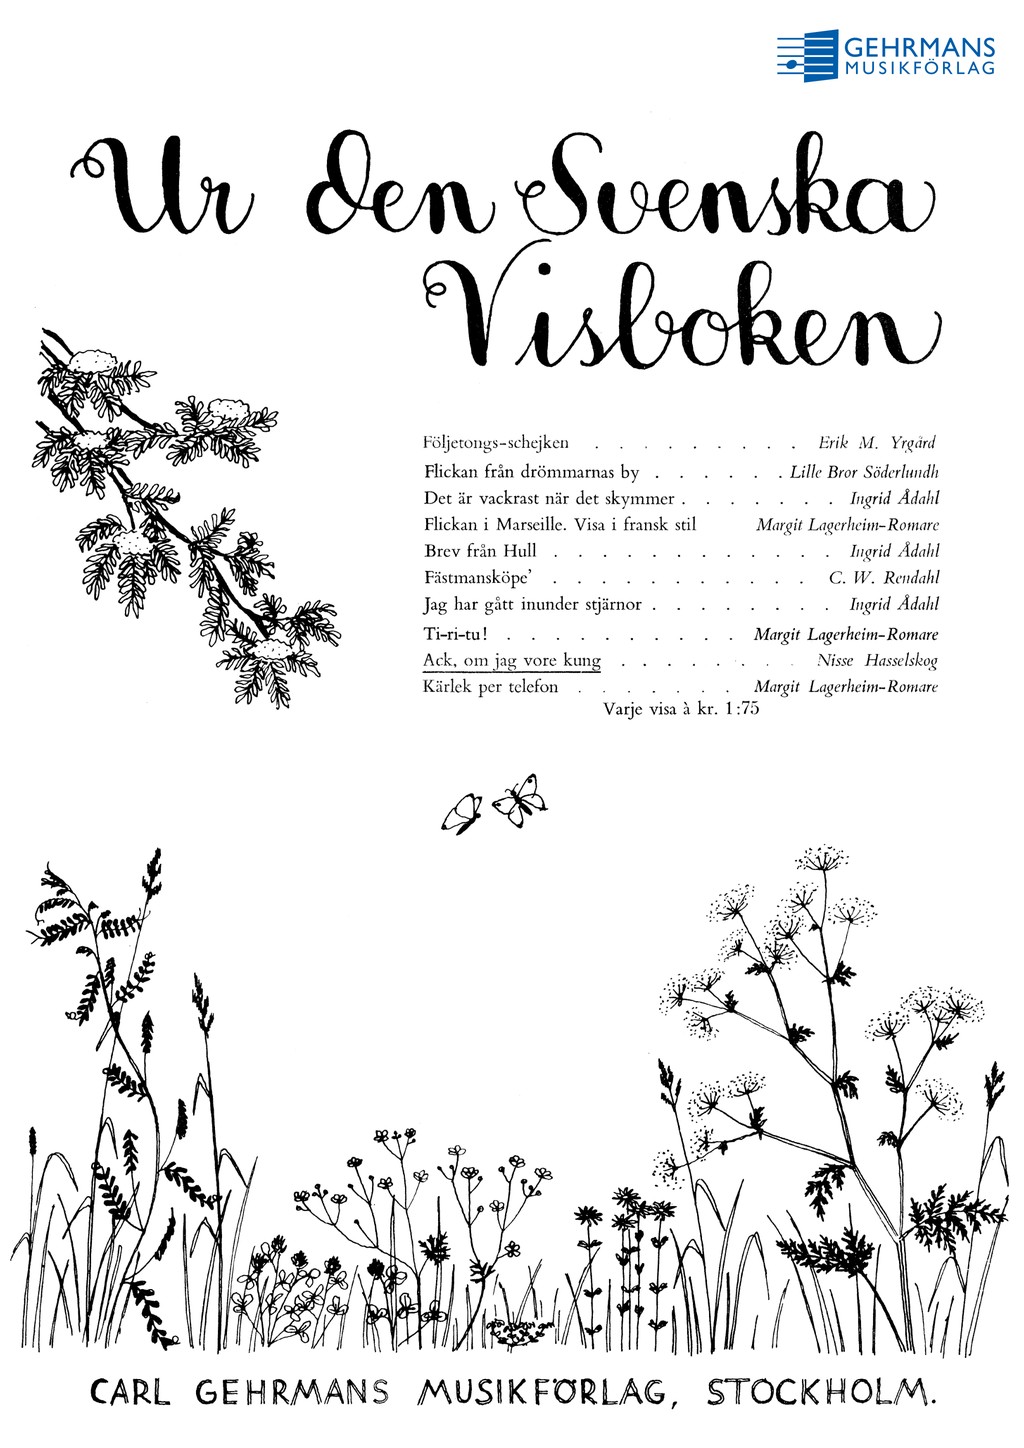 GEHRMANS
MUSIKFÖRLAG
Ur den Svenska
Visboken
Följetongs-schejken . . . . . . . . . Erik M. Yrgård
Flickan från drömmarnas by . . . . . . Lille Bror Söderlundh
Det är vackrast när det skymmer . . . . . . . Ingrid Ådahl
Flickan i Marseille. Visa i fransk stil Margit Lagerheim-Romare
Brev från Hull . . . . . . . . . . . . Ingrid Ådahl
Fästmansköpe' . . . . . . . . . . . C. W. Rendahl
Jag har gått inunder stjärnor . . . . . . . . Ingrid Ådahl
Ti-ri-tu! . . . . . . . . . . Margit Lagerheim-Romare
Ack, om jag vore kung . . . . . . . . Nisse Hasselskog
Kärlek per telefon . . . . . . . Margit Lagerheim-Romare
Varje visa à kr. 1:75
CARL GEHRMANS MUSIKFÖRLAG, STOCKHOLM.